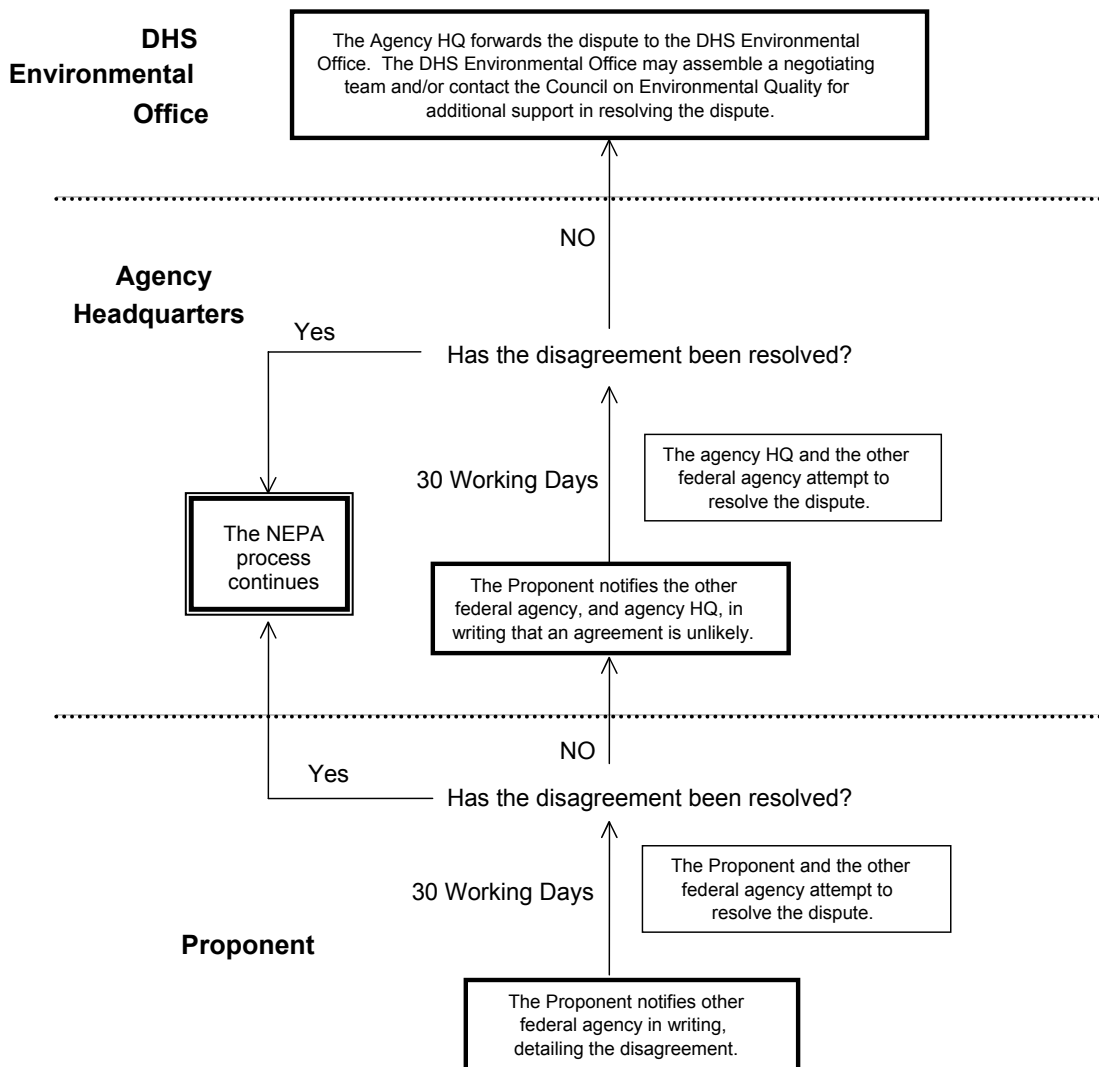 DHS
Environmental
Office
The Agency HQ forwards the dispute to the DHS Environmental
Office.  The DHS Environmental Office may assemble a negotiating
team and/or contact the Council on Environmental Quality for
additional support in resolving the dispute.
NO
Agency
Headquarters
Yes
Has the disagreement been resolved?
30 Working Days
The agency HQ and the other
federal agency attempt to
resolve the dispute.
The NEPA
process
continues
The Proponent notifies the other
federal agency, and agency HQ, in
writing that an agreement is unlikely.
NO
Yes
Has the disagreement been resolved?
30 Working Days
The Proponent and the other
federal agency attempt to
resolve the dispute.
Proponent
The Proponent notifies other
federal agency in writing,
detailing the disagreement.